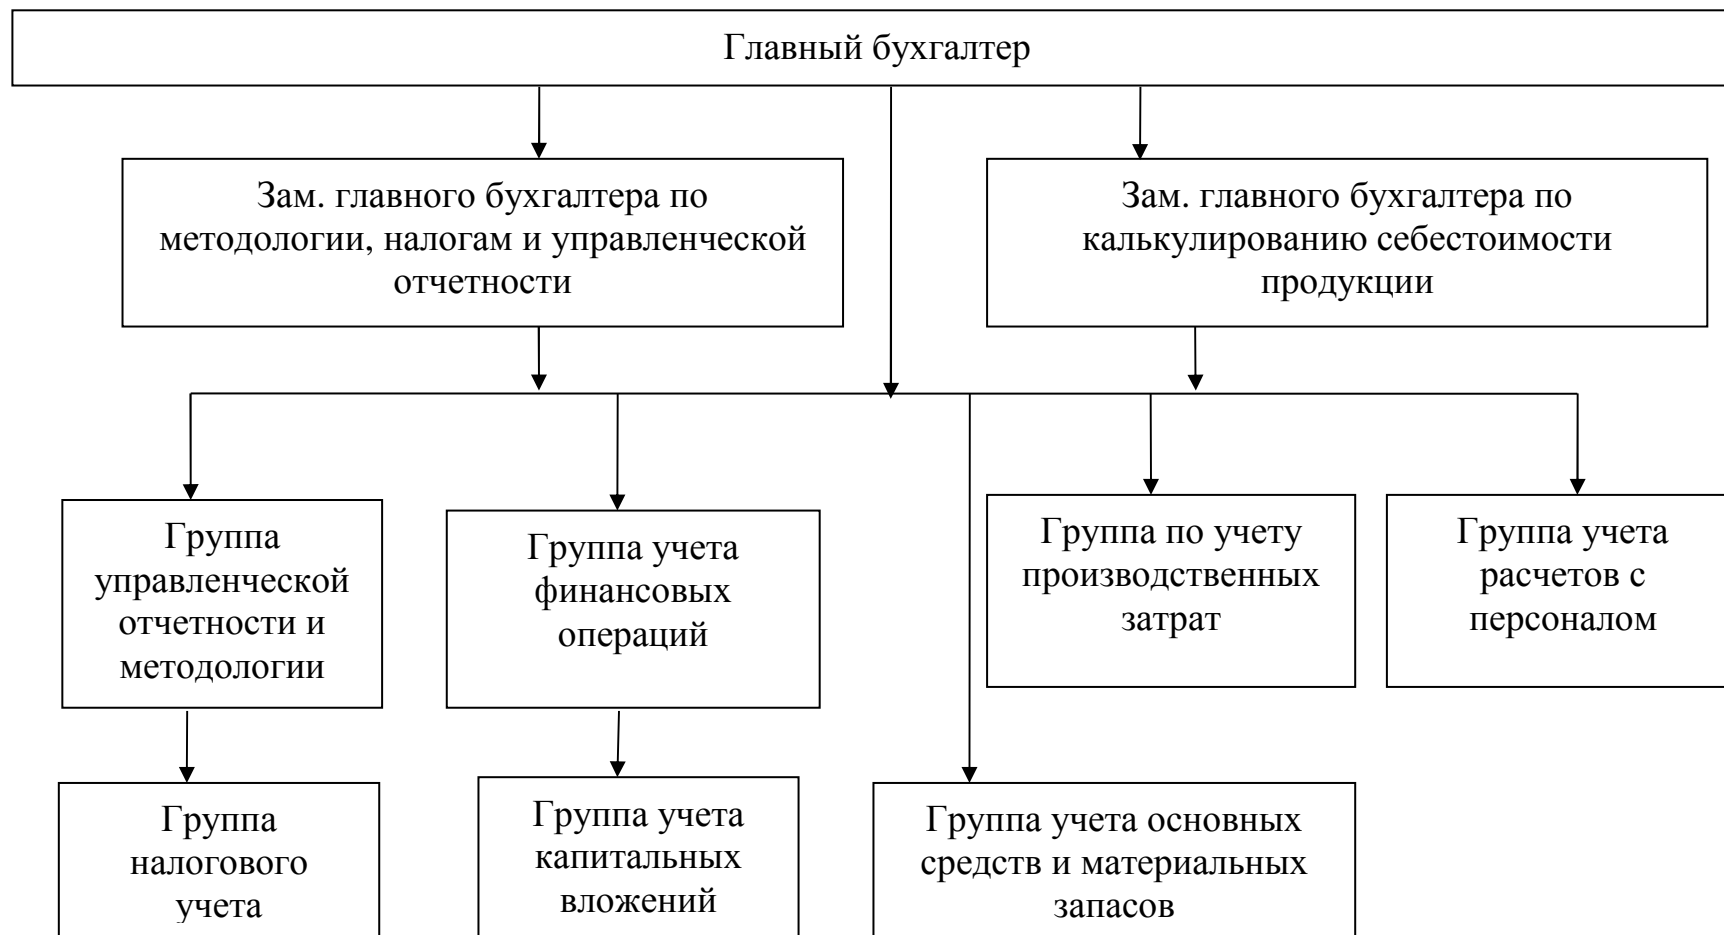 Главный бухгалтер
Зам. главного бухгалтера по
методологии, налогам и управленческой
отчетности
Зам. главного бухгалтера по
калькулированию себестоимости
продукции
Группа
управленческой
отчетности и
методологии
Группа учета
финансовых
операций
Группа по учету
производственных
затрат
Группа учета
расчетов с
персоналом
Группа
налогового
учета
Группа учета
капитальных
вложений
Группа учета основных
средств и материальных
запасов